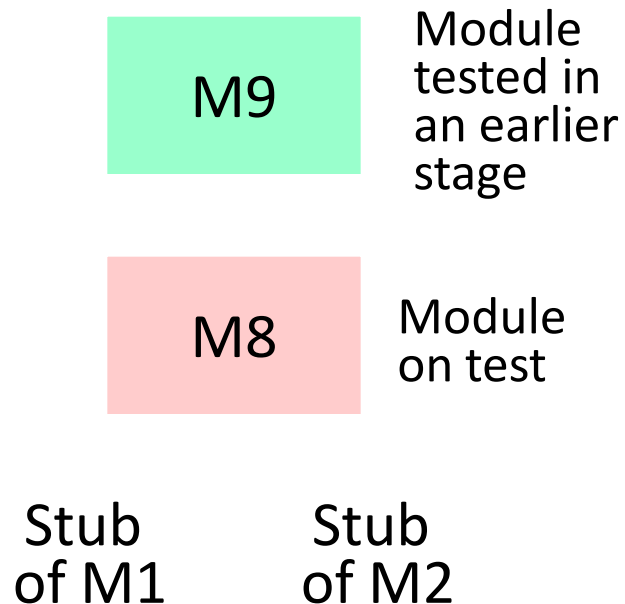 M9
Module
tested in
an earlier
stage
M8
Module
on test
Stub
of M1
Stub
of M2